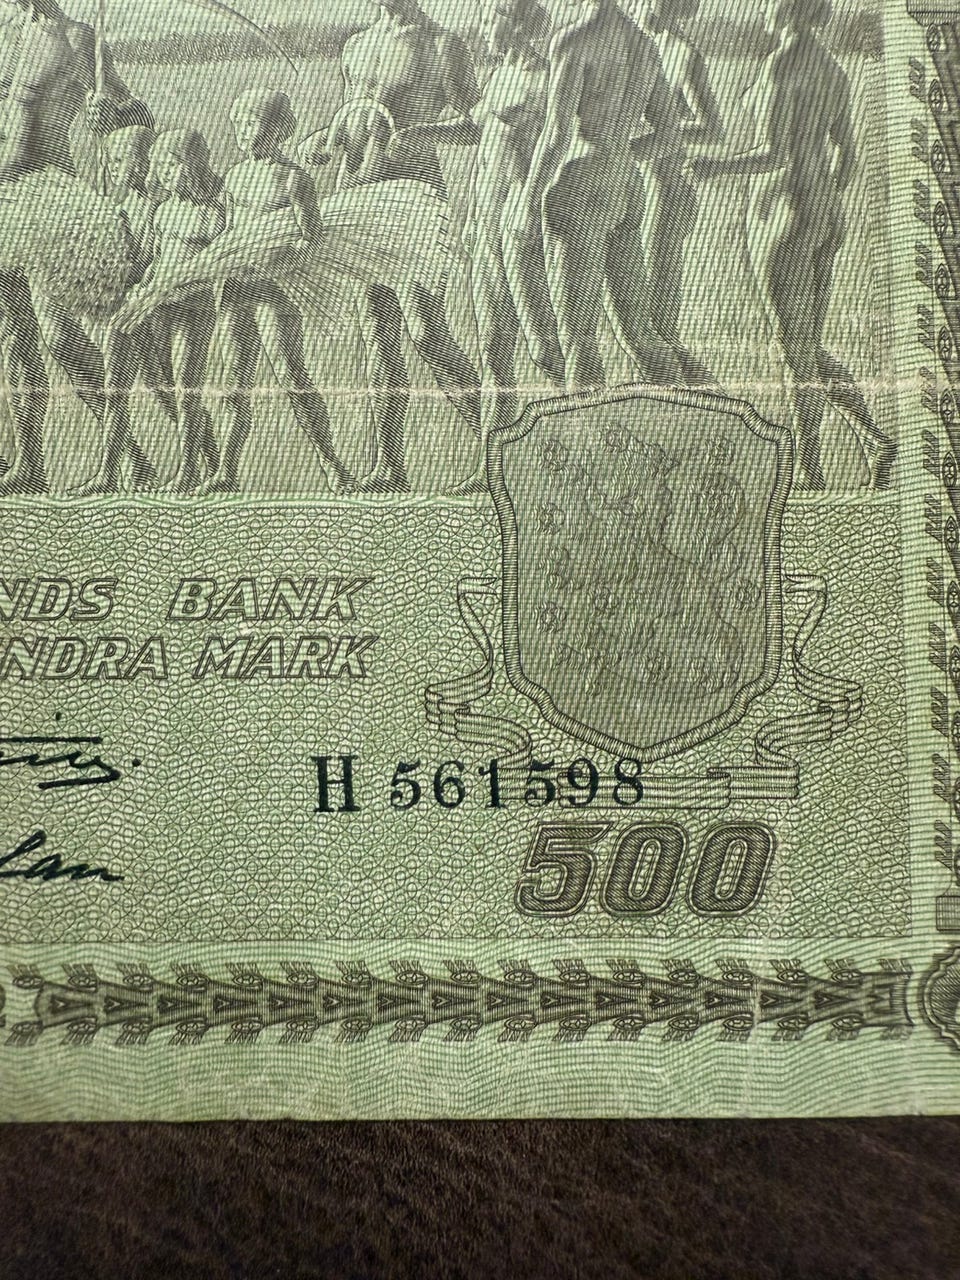 NDS BANK
NDRA MARK
H 561598
500